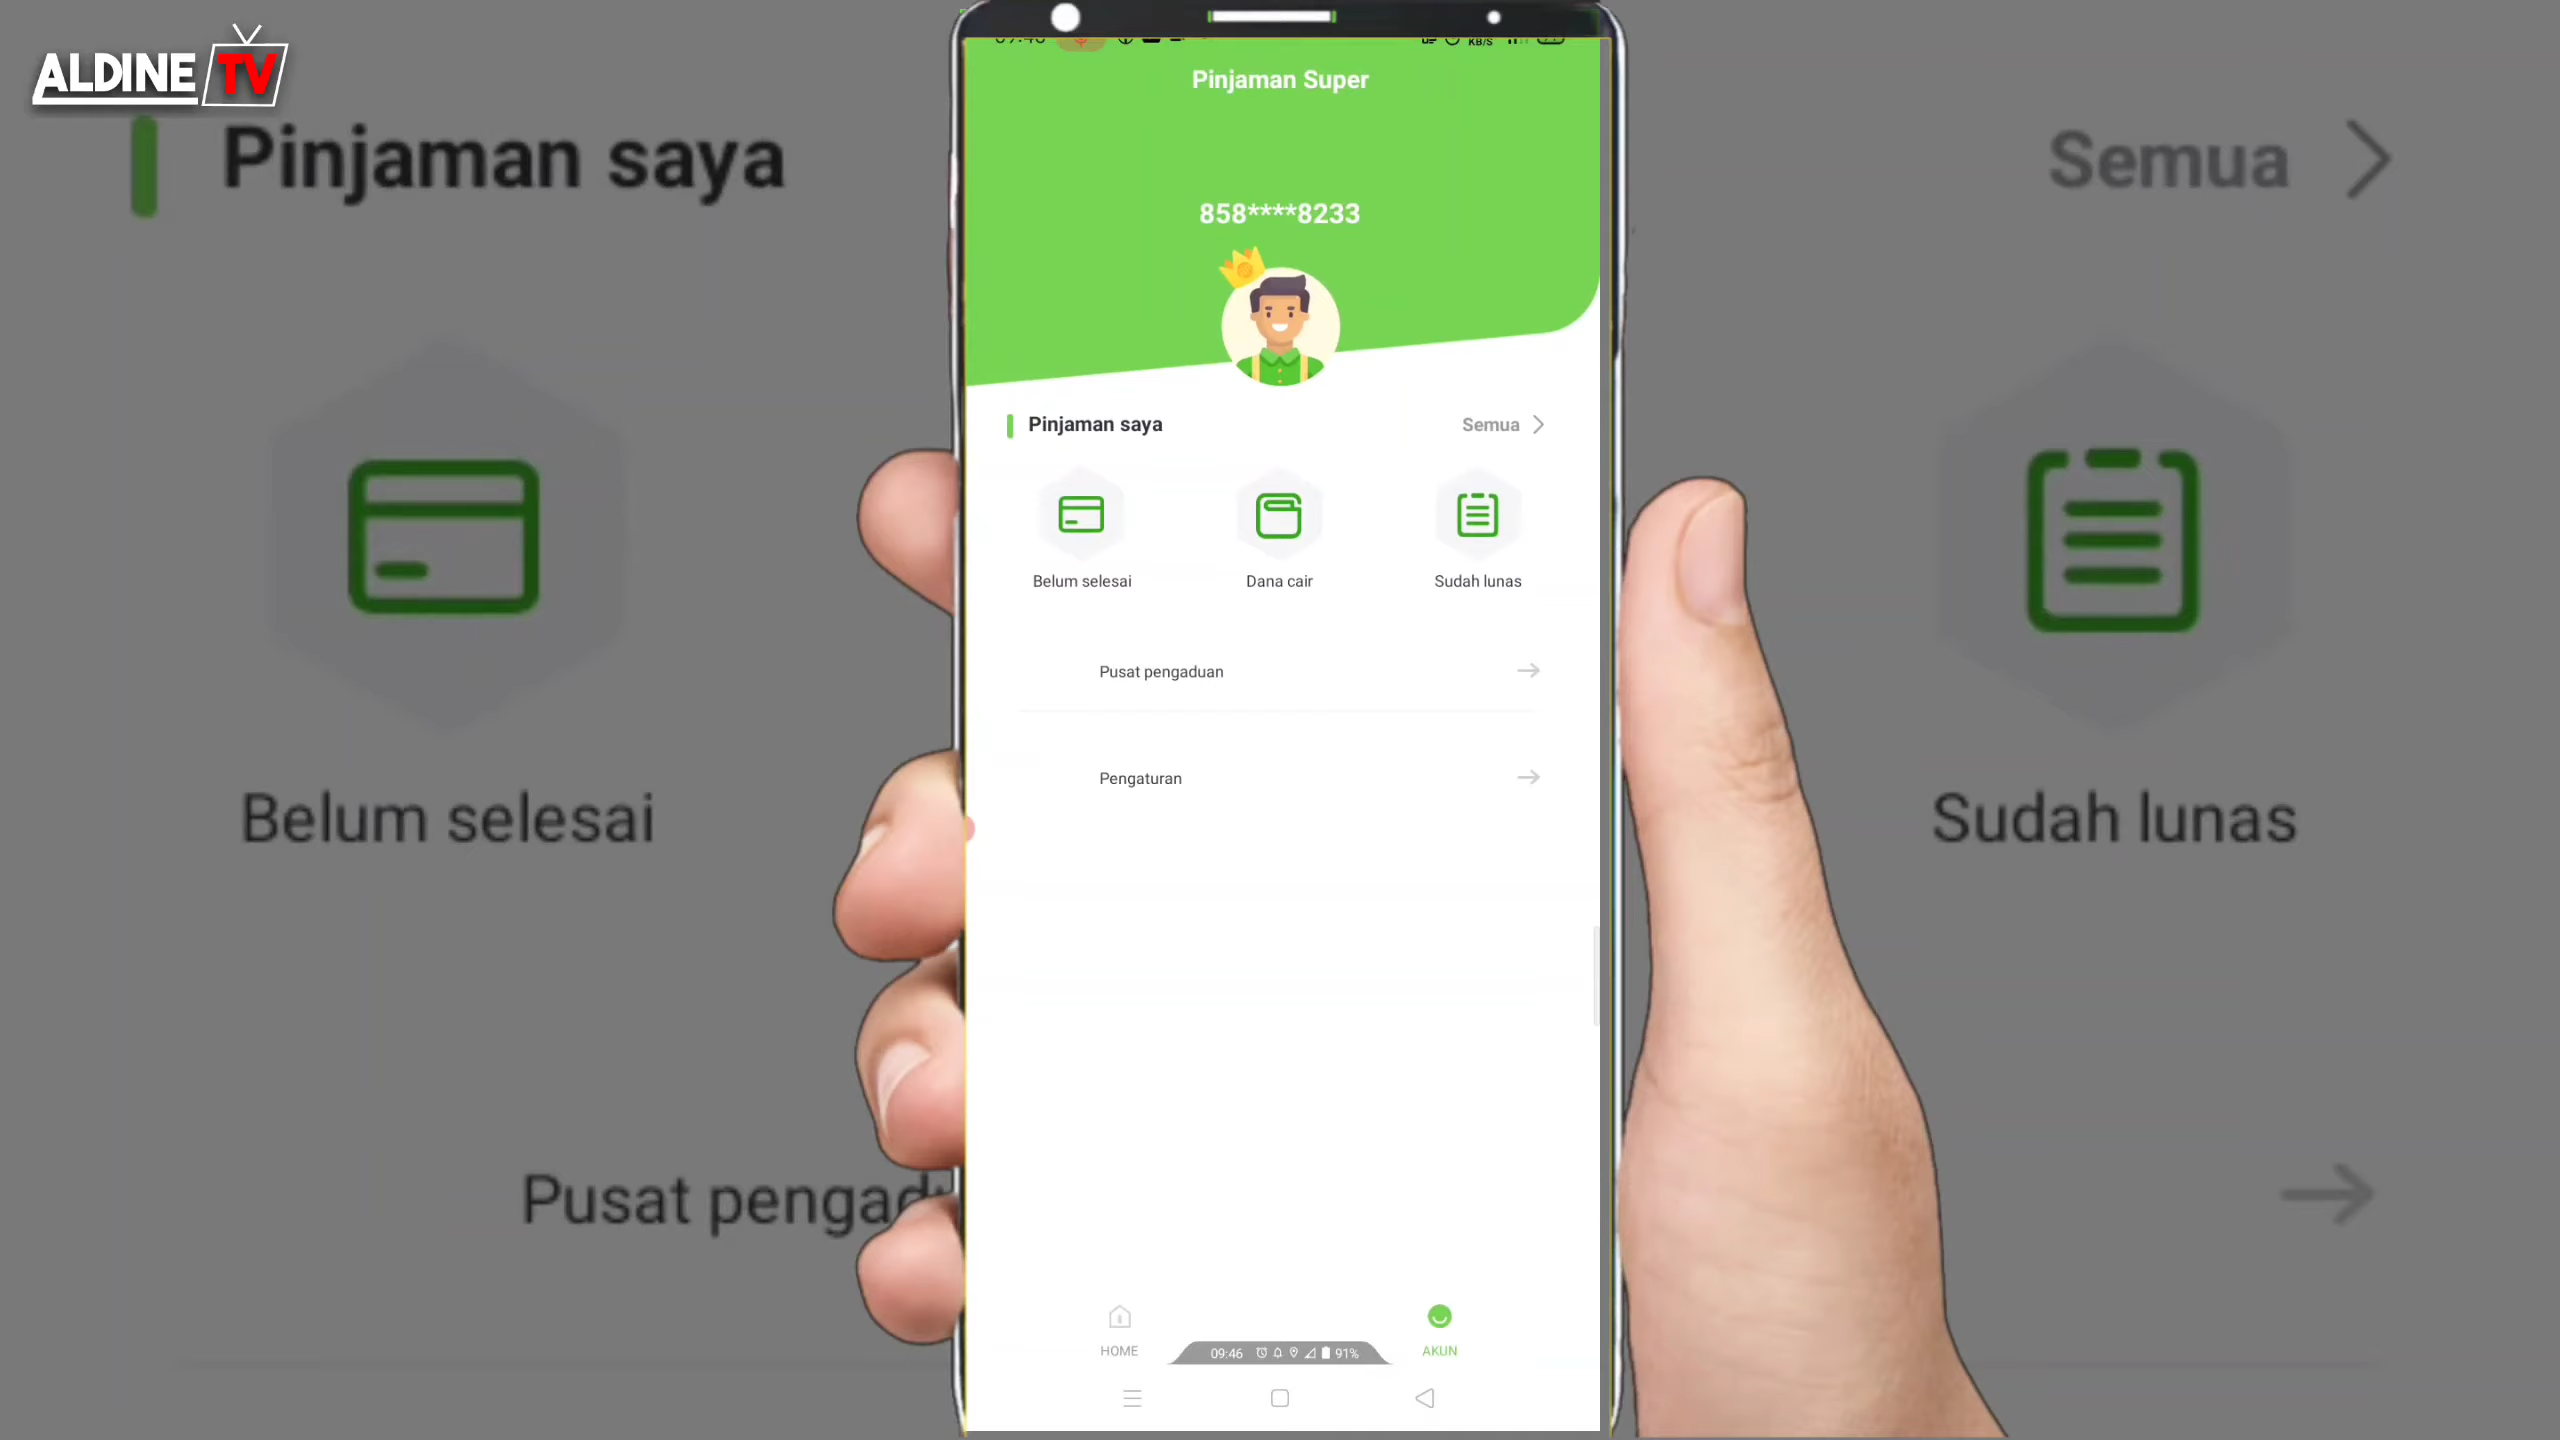 ALDINE TV
Pinjaman saya
Semua
Belum selesai
Sudah lunas
Pusat
KB/S
Pinjaman Super
858****8233
Pinjaman saya
Semua
Belum selesai
Dana cair
Sudah lunas
Pusat pengaduan
Pengaturan
HOME
09:46
91%
AKUN